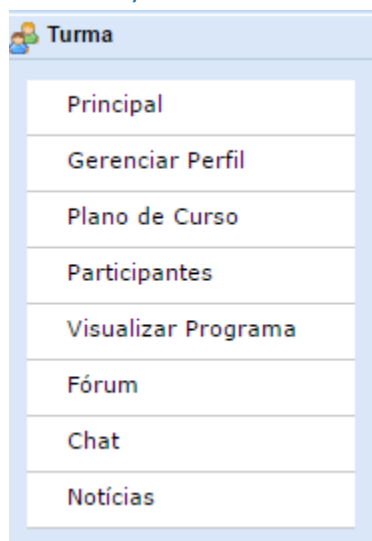 Turma
Principal
Gerenciar Perfil
Plano de Curso
Participantes
Visualizar Programa
Fórum
Chat
Notícias